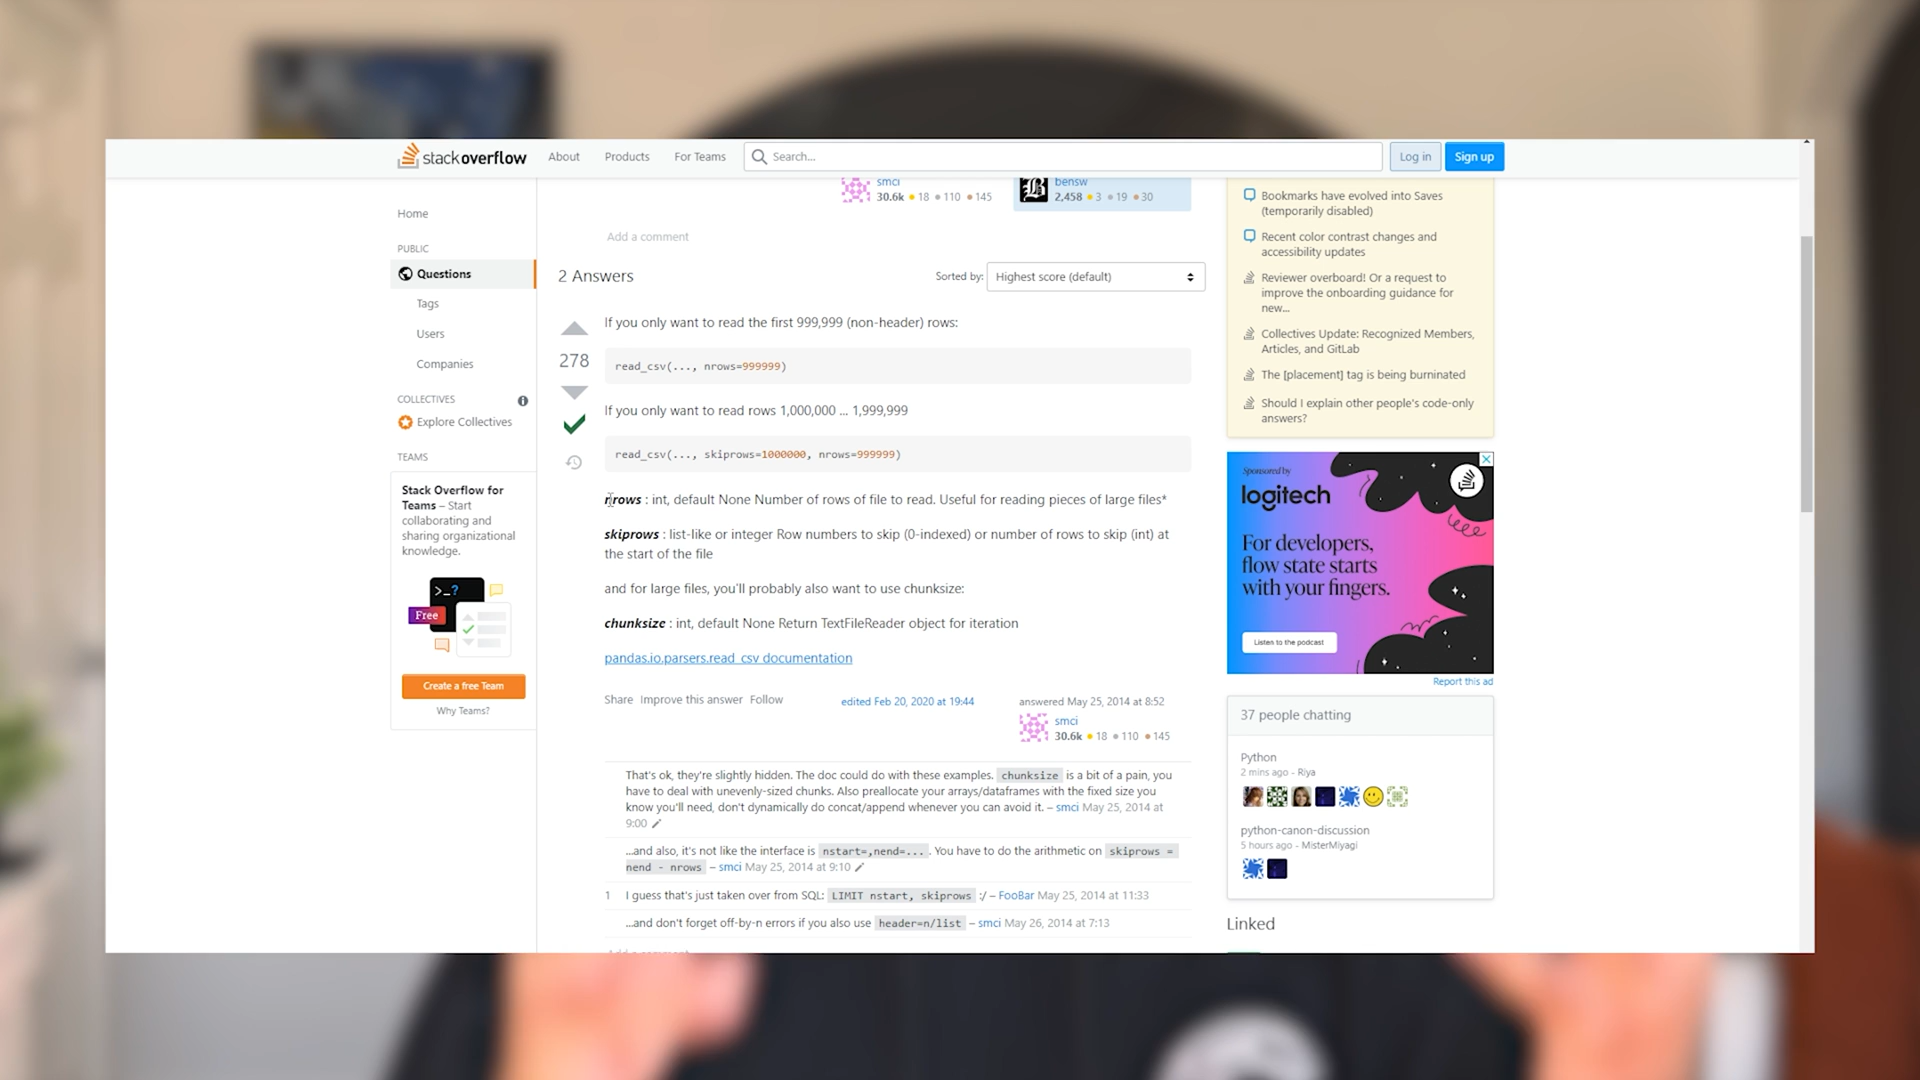 stackoverflow
About
Products
For Teams
Search...
Log in
Sign up
Home
PUBLIC
Questions
Tags
Users
Companies
COLLECTIVES
Explore Collectives
TEAMS
Stack Overflow for
Teams – Start
collaborating and
sharing organizational
knowledge.
>_?
Free
Create a free Team
Why Teams?
smci
30.6k 18 110 145
bensw
2,458 3 19 30
Add a comment
2 Answers
Sorted by: Highest score (default)
If you only want to read the first 999,999 (non-header) rows:
278
read_csv(..., nrows=999999)
If you only want to read rows 1,000,000 ... 1,999,999
read_csv(..., skiprows=1000000, nrows=999999)
nrows : int, default None Number of rows of file to read. Useful for reading pieces of large files*
skiprows : list-like or integer Row numbers to skip (0-indexed) or number of rows to skip (int) at
the start of the file
and for large files, you'll probably also want to use chunksize:
chunksize : int, default None Return TextFileReader object for iteration
pandas.io.parsers.read_csv documentation
Share Improve this answer Follow
edited Feb 20, 2020 at 19:44
answered May 25, 2014 at 8:52
smci
30.6k 18 110 145
That's ok, they're slightly hidden. The doc could do with these examples. chunksize is a bit of a pain, you
have to deal with unevenly-sized chunks. Also preallocate your arrays/dataframes with the fixed size you
know you'll need, don't dynamically do concat/append whenever you can avoid it. – smci May 25, 2014 at
9:00
...and also, it's not like the interface is nstart=,nend=... . You have to do the arithmetic on skiprows =
nend - nrows – smci May 25, 2014 at 9:10
1 I guess that's just taken over from SQL: LIMIT nstart, skiprows :/ – FooBar May 25, 2014 at 11:33
...and don't forget off-by-n errors if you also use header=n/list – smci May 26, 2014 at 7:13
Add a comment
Bookmarks have evolved into Saves
(temporarily disabled)
Recent color contrast changes and
accessibility updates
Reviewer overboard! Or a request to
improve the onboarding guidance for
new...
Collectives Update: Recognized Members,
Articles, and GitLab
The [placement] tag is being burninated
Should I explain other people's code-only
answers?
Sponsored by
logitech
For developers,
flow state starts
with your fingers.
Listen to the podcast
Report this ad
37 people chatting
Python
2 mins ago - Riya
python-canon-discussion
5 hours ago - MisterMiyagi
Linked